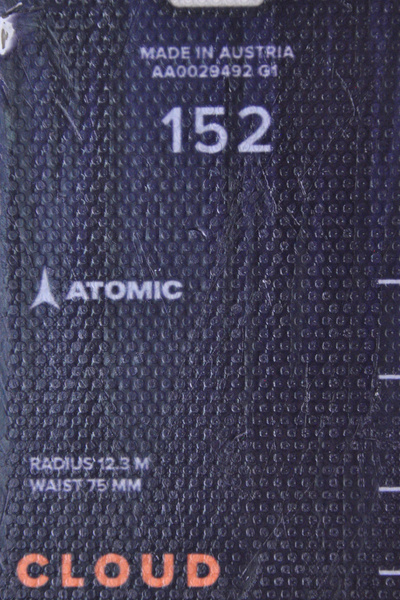 MADE IN AUSTRIA
AA0029492 G1
152
ATOMIC
RADIUS 12.3 M
WAIST 75 MM
CLOUD